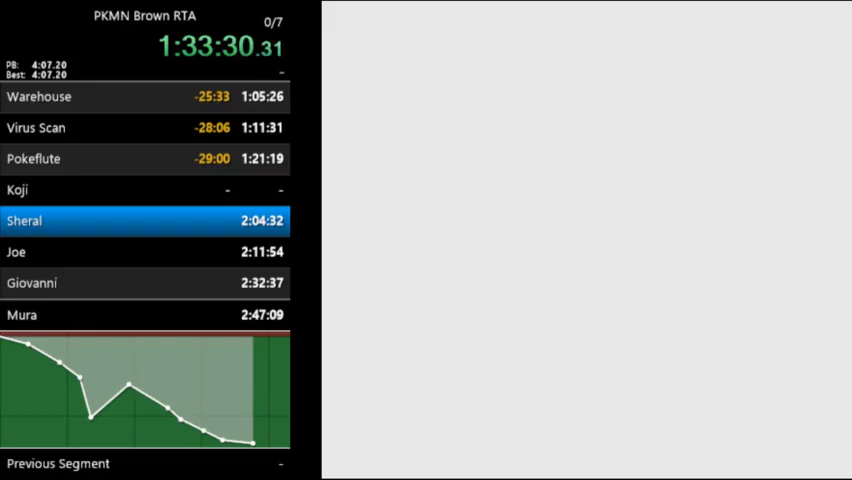 PKMN Brown RTA
0/7
1:33:30.31
PB: 4:07.20
Best: 4:07.20 -
Warehouse -25:33 1:05:26
Virus Scan -28:06 1:11:31
Pokeflute -29:00 1:21:19
Koji - -
Sheral 2:04:32
Joe 2:11:54
Giovanni 2:32:37
Mura 2:47:09
Previous Segment -